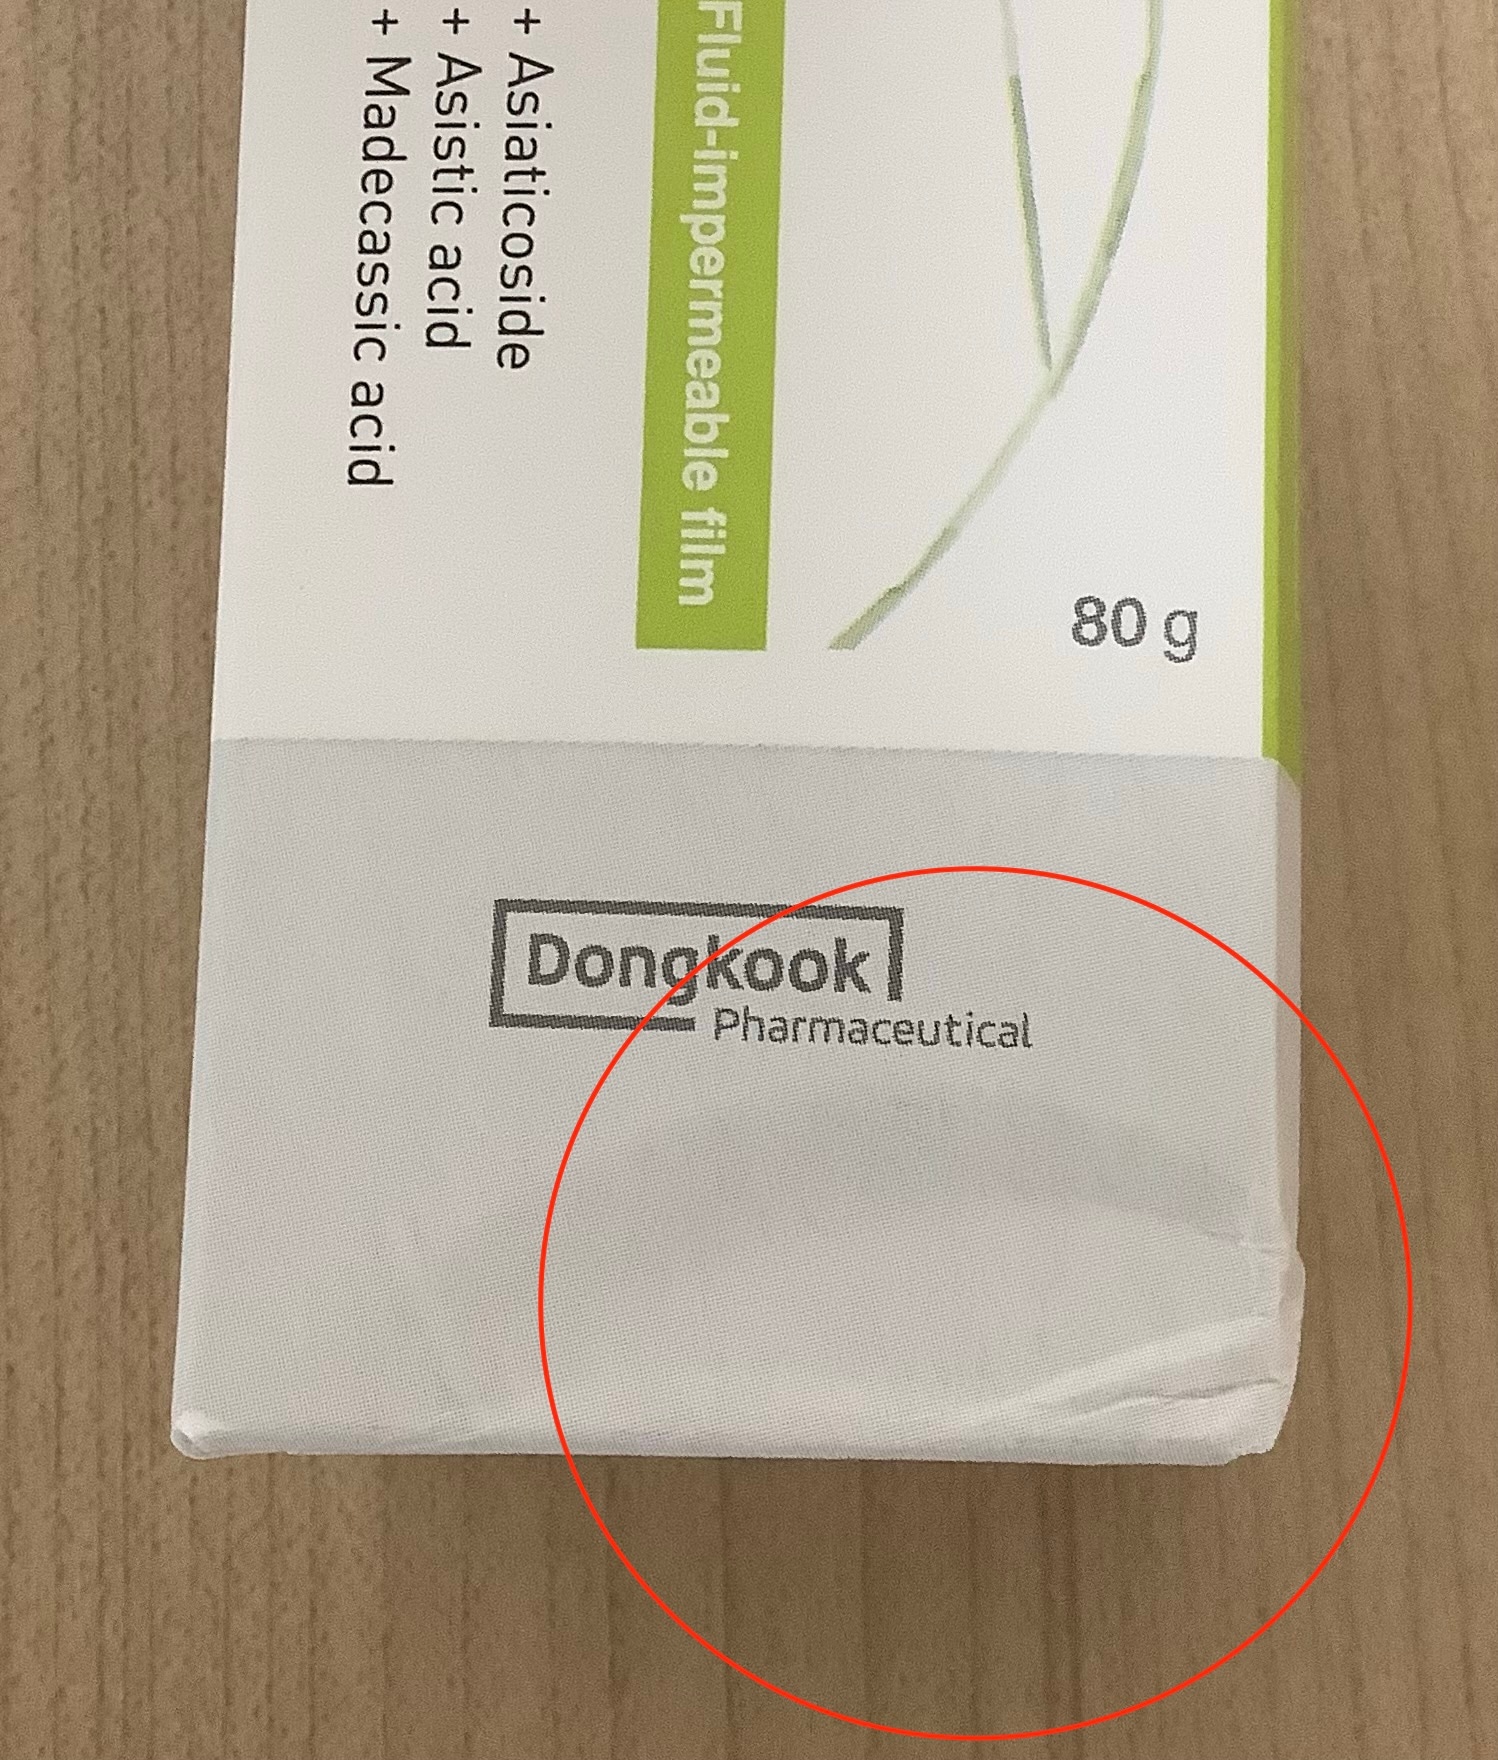 + Asiaticoside
+ Asistic acid
+ Madecassic acid
Fluid-impermeable film
80 g
Dongkook
Pharmaceutical